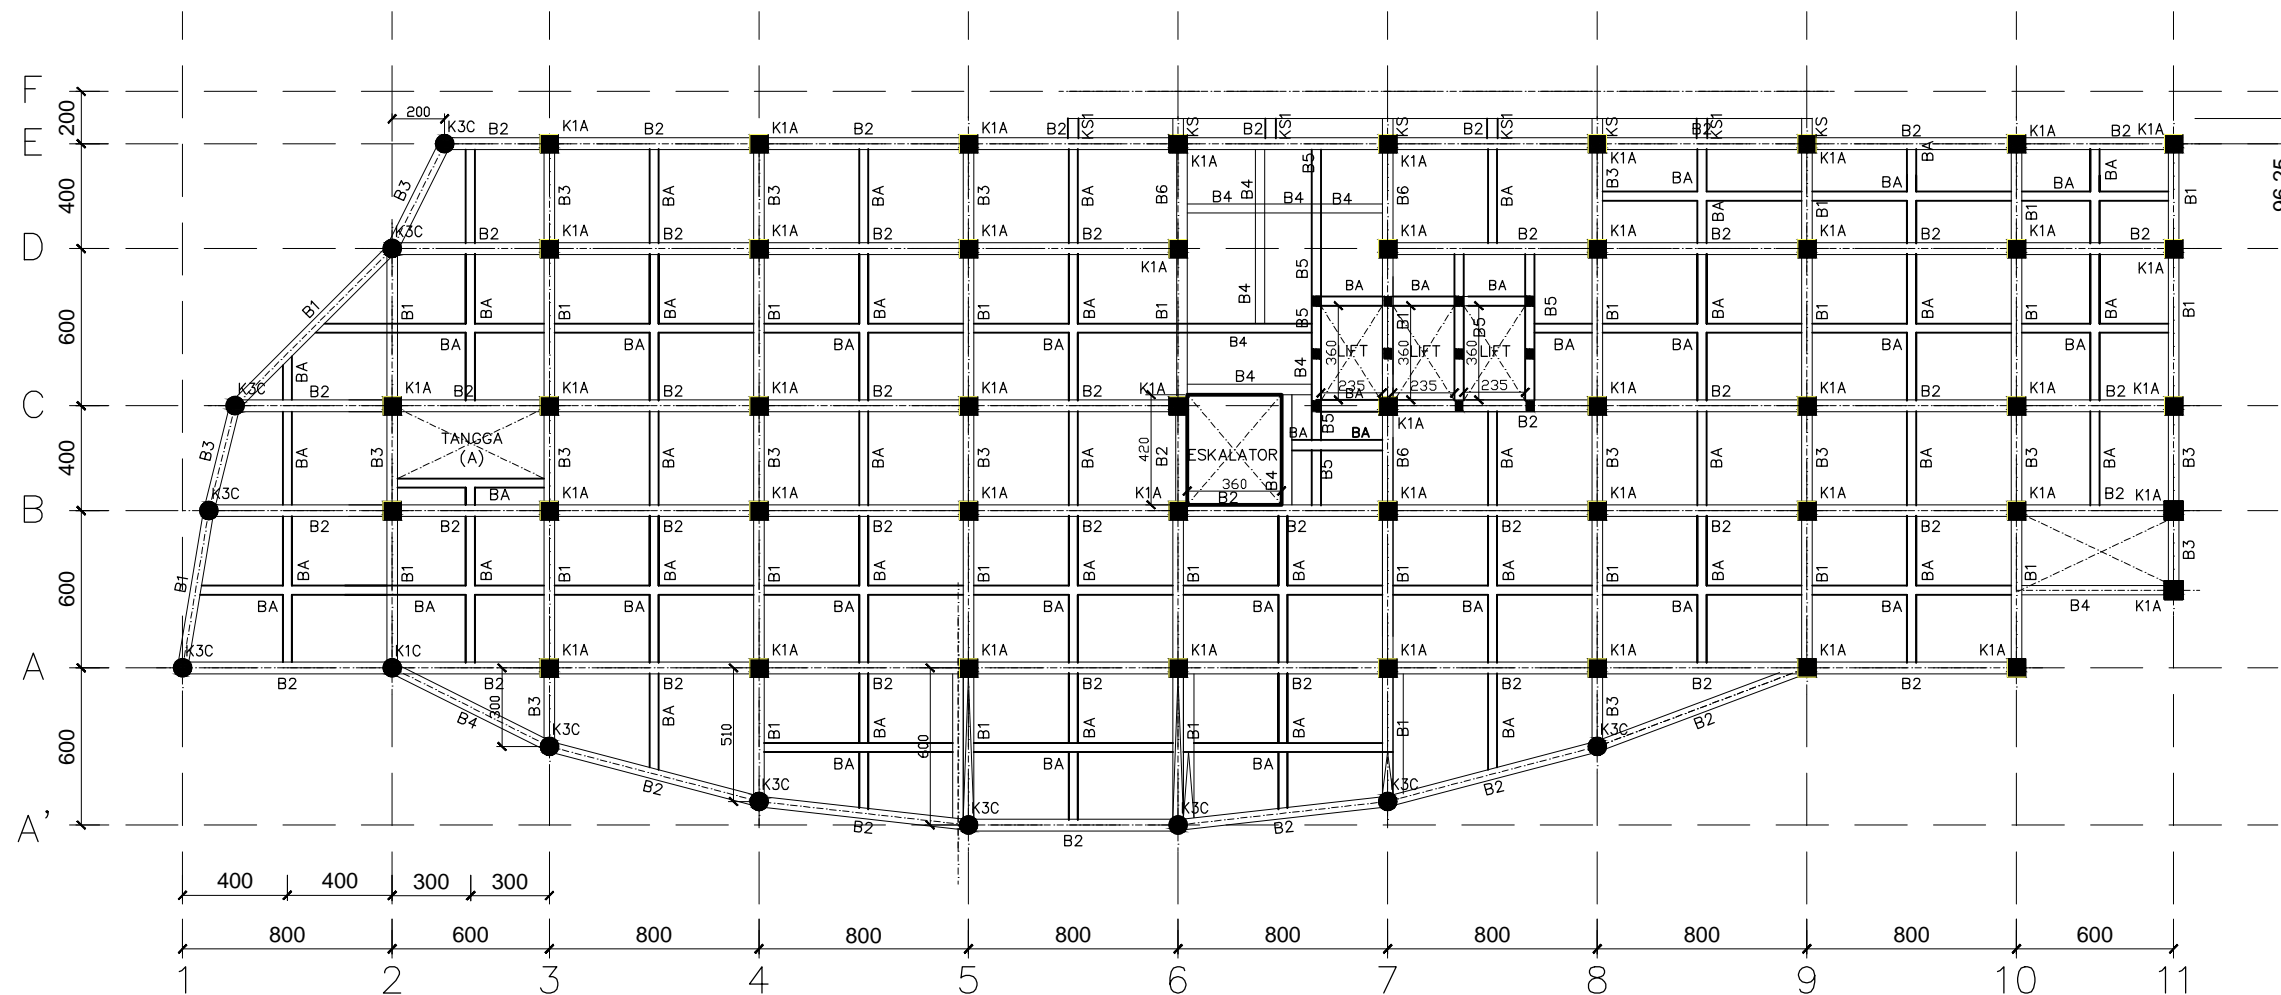 F
200
200
K3C B2 K1A B2 K1A B2 K1A B2 KS1 KS B2 KS1 KS B2 KS1 KS B2 KS1 KS B2 K1A B2 K1A
E
K1A K1A K1A K1A
400
B3 B3 BA B3 BA B3 BA B6 B4 B5 B6 BA B3 BA BA BA BA BA B1
B4 B4 B4
BA B1 B1
96.25
K3C B2 K1A B2 K1A B2 K1A B2 K1A B2 K1A B2 K1A B2 K1A B2
D
K1A K1A
600
B1 B1 BA B1 BA B1 BA B1 BA B1 B4 B5 BA BA BA B5 B1 BA B1 BA B1 BA B1
B5 B1 B5
BA BA BA BA B4 BA BA BA BA
360 LIFT 360 LIFT 360 LIFT
BA B4 B4
235 235 235
K3C B2 K1A B2 K1A B2 K1A B2 K1A B2 K1A BA K1A B2 K1A B2 K1A B2 K1A B2 K1A
C
B5 B2
400
B3 BA B3 TANGGA B3 BA B3 BA B3 BA 420 B2 ESKALATOR BA BA B6 BA B3 BA B3 BA B3 BA B3
(A)
B4 B5
BA 360
K3C K1A K1A K1A K1A B2 K1A K1A K1A K1A B2 K1A
B
B2 B2 B2 B2 B2 B2 B2 B2 B2
600
B1 BA B1 BA B1 BA B1 BA B1 BA B1 BA B1 BA B1 BA B1 BA B1 B3
BA BA BA BA BA BA BA BA BA B4 K1A
K3C K1C K1A K1A K1A K1A K1A K1A K1A K1A
A
B2 B2 B2 B2 B2 B2 B2 B2 B2
600
B4 300 B3 BA 510 B1 BA 600 B1 BA B1 BA B1 BA B3 B2
K3C K3C
BA BA BA
B2 K3C K3C B2
A'
K3C K3C
B2 B2 B2
400 400 300 300
800 600 800 800 800 800 800 800 800 600
1 2 3 4 5 6 7 8 9 10 11